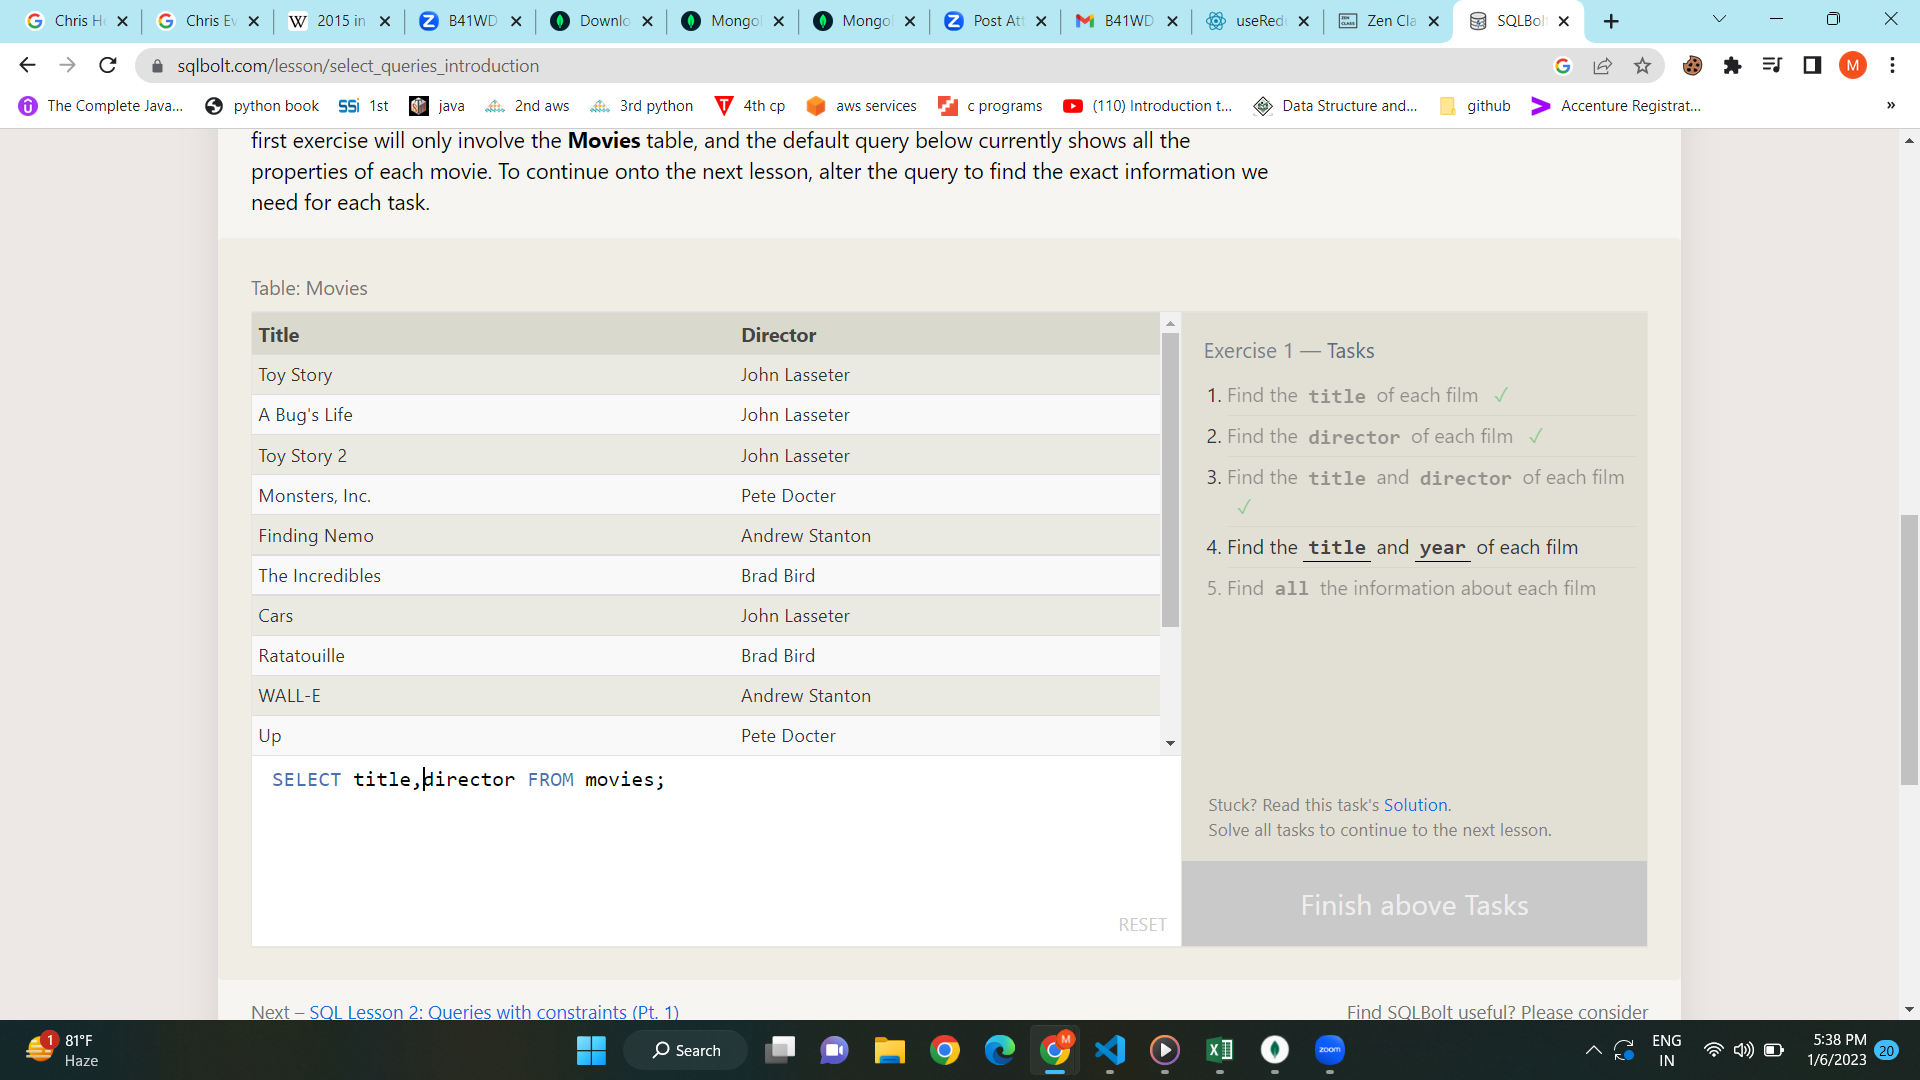 Chris He
Chris Ev
2015 in
B41WD
Downlo
Mongo
Mongo
Post Att
B41WD
useRed
Zen Cla
SQLBolt
sqlbolt.com/lesson/select_queries_introduction
M
The Complete Java...
python book
SSi 1st
java
2nd aws
3rd python
4th cp
aws services
c programs
(110) Introduction t...
Data Structure and...
github
Accenture Registrat...
»
first exercise will only involve the Movies table, and the default query below currently shows all the
properties of each movie. To continue onto the next lesson, alter the query to find the exact information we
need for each task.
Table: Movies
Title Director
Toy Story John Lasseter
A Bug's Life John Lasseter
Toy Story 2 John Lasseter
Monsters, Inc. Pete Docter
Finding Nemo Andrew Stanton
The Incredibles Brad Bird
Cars John Lasseter
Ratatouille Brad Bird
WALL-E Andrew Stanton
Up Pete Docter
SELECT title,director FROM movies;
RESET
Exercise 1 — Tasks
1. Find the title of each film ✓
2. Find the director of each film ✓
3. Find the title and director of each film
✓
4. Find the title and year of each film
5. Find all the information about each film
Stuck? Read this task's Solution.
Solve all tasks to continue to the next lesson.
Finish above Tasks
Next – SQL Lesson 2: Queries with constraints (Pt. 1)
Find SQLBolt useful? Please consider
1
81°F
Haze
Search
M
zoom
ENG
IN
5:38 PM
1/6/2023
20